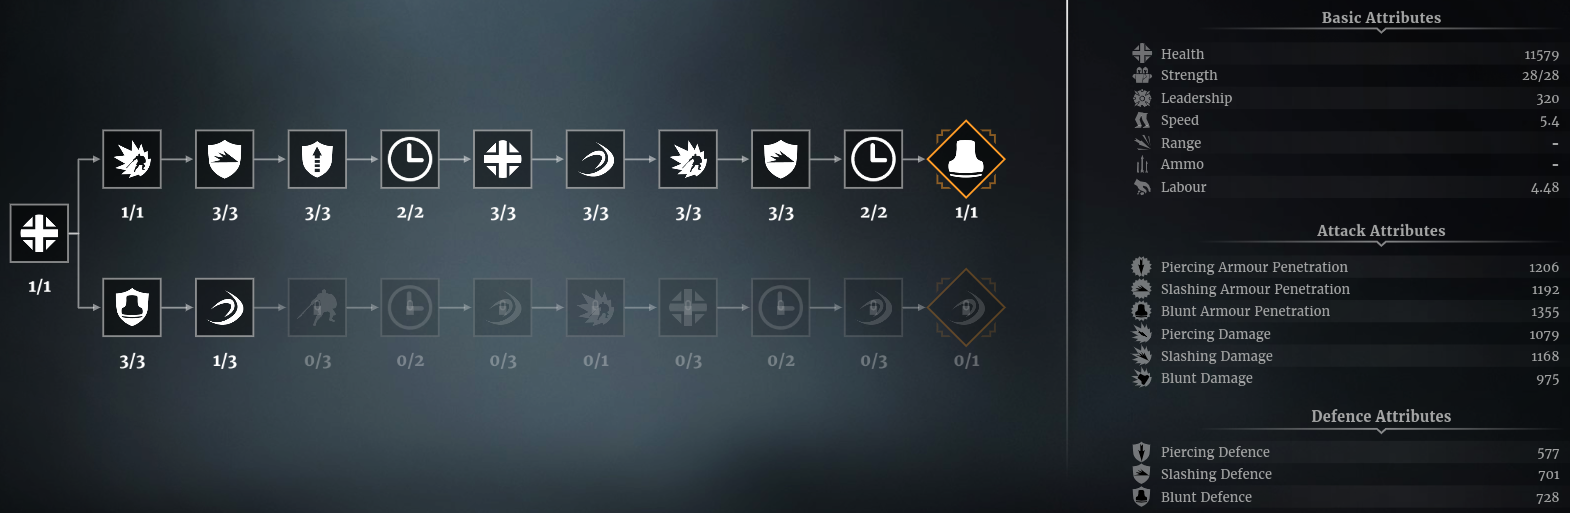 1/1
1/1 3/3 3/3 2/2 3/3 3/3 3/3 3/3 2/2 1/1
3/3 1/3 0/3 0/2 0/3 0/1 0/3 0/2 0/3 0/1
Basic Attributes
Health 11579
Strength 28/28
Leadership 320
Speed 5.4
Range -
Ammo -
Labour 4.48
Attack Attributes
Piercing Armour Penetration 1206
Slashing Armour Penetration 1192
Blunt Armour Penetration 1355
Piercing Damage 1079
Slashing Damage 1168
Blunt Damage 975
Defence Attributes
Piercing Defence 577
Slashing Defence 701
Blunt Defence 728